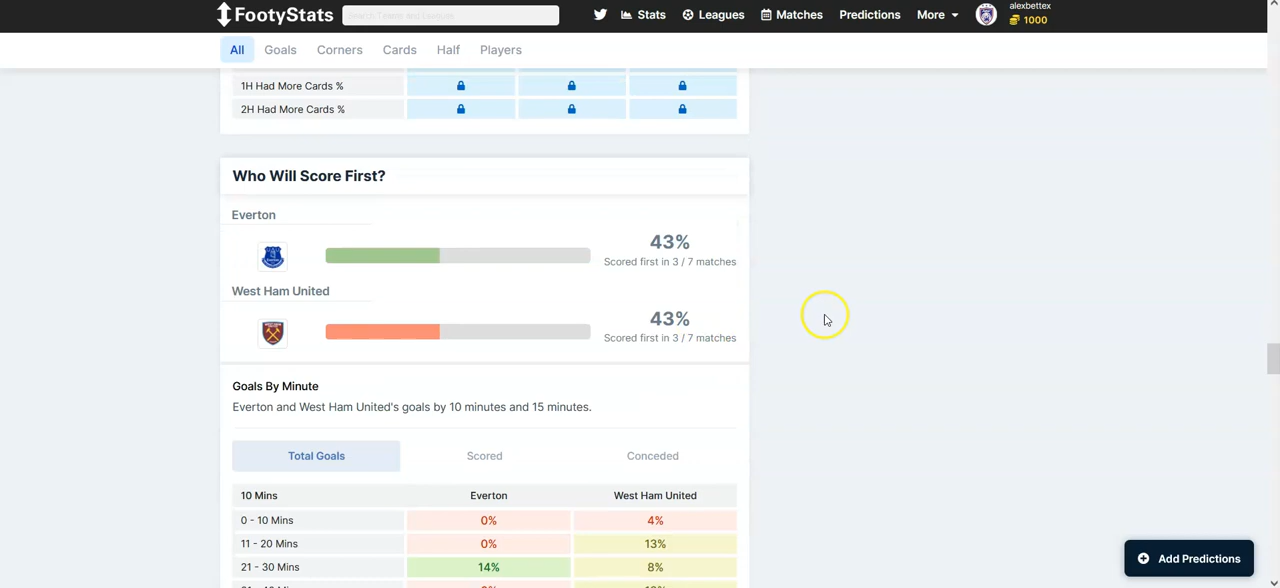 FootyStats
Search Teams and Leagues
Stats
Leagues
Matches
Predictions
More
alexbettex
1000
All
Goals
Corners
Cards
Half
Players
1H Had More Cards %
2H Had More Cards %
Who Will Score First?
Everton
43%
Scored first in 3 / 7 matches
West Ham United
43%
Scored first in 3 / 7 matches
Goals By Minute
Everton and West Ham United's goals by 10 minutes and 15 minutes.
Total Goals
Scored
Conceded
10 Mins Everton West Ham United
0 - 10 Mins 0% 4%
11 - 20 Mins 0% 13%
21 - 30 Mins 14% 8%
Add Predictions